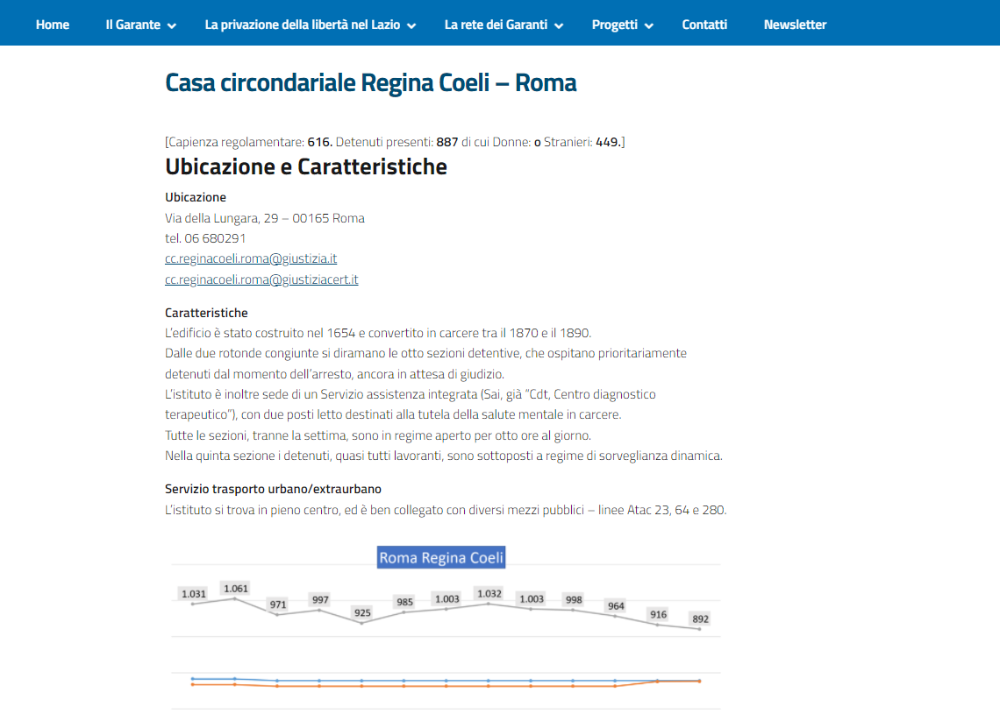 Home Il Garante La privazione della libertà nel Lazio La rete dei Garanti Progetti Contatti Newsletter
Casa circondariale Regina Coeli – Roma
[Capienza regolamentare: 616. Detenuti presenti: 887 di cui Donne: o Stranieri: 449.]
Ubicazione e Caratteristiche
Ubicazione
Via della Lungara, 29 – 00165 Roma
tel. 06 680291
cc.reginacoeli.roma@giustizia.it
cc.reginacoeli.roma@giustiziacert.it
Caratteristiche
L’edificio è stato costruito nel 1654 e convertito in carcere tra il 1870 e il 1890.
Dalle due rotonde congiunte si diramano le otto sezioni detentive, che ospitano prioritariamente
detenuti dal momento dell’arresto, ancora in attesa di giudizio.
L’istituto è inoltre sede di un Servizio assistenza integrata (Sai, già “Cdt, Centro diagnostico
terapeutico”), con due posti letto destinati alla tutela della salute mentale in carcere.
Tutte le sezioni, tranne la settima, sono in regime aperto per otto ore al giorno.
Nella quinta sezione i detenuti, quasi tutti lavoranti, sono sottoposti a regime di sorveglianza dinamica.
Servizio trasporto urbano/extraurbano
L’istituto si trova in pieno centro, ed è ben collegato con diversi mezzi pubblici – linee Atac 23, 64 e 280.
Roma Regina Coeli
1.031 1.061 971 997 925 985 1.003 1.032 1.003 998 964 916 892